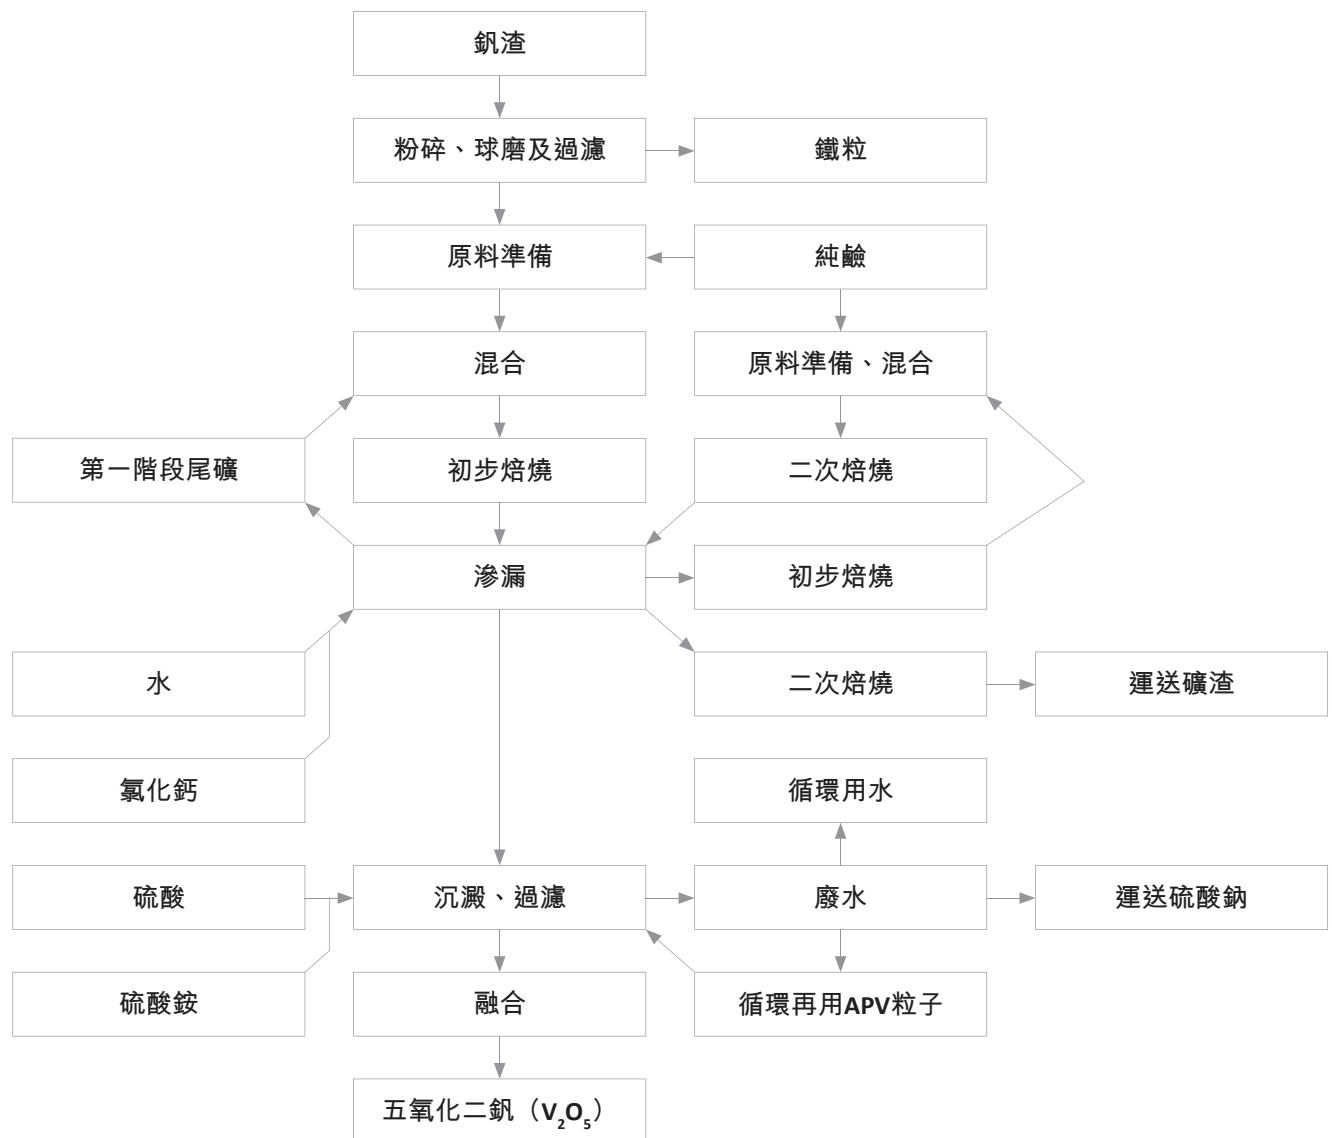 釩渣
粉碎、球磨及過濾
鐵粒
原料準備
純鹼
混合
原料準備、混合
第一階段尾礦
初步焙燒
二次焙燒
滲漏
初步焙燒
水
二次焙燒
運送礦渣
氯化鈣
循環用水
硫酸
沉澱、過濾
廢水
運送硫酸鈉
硫酸銨
融合
循環再用APV粒子
五氧化二釩（V₂O₅）